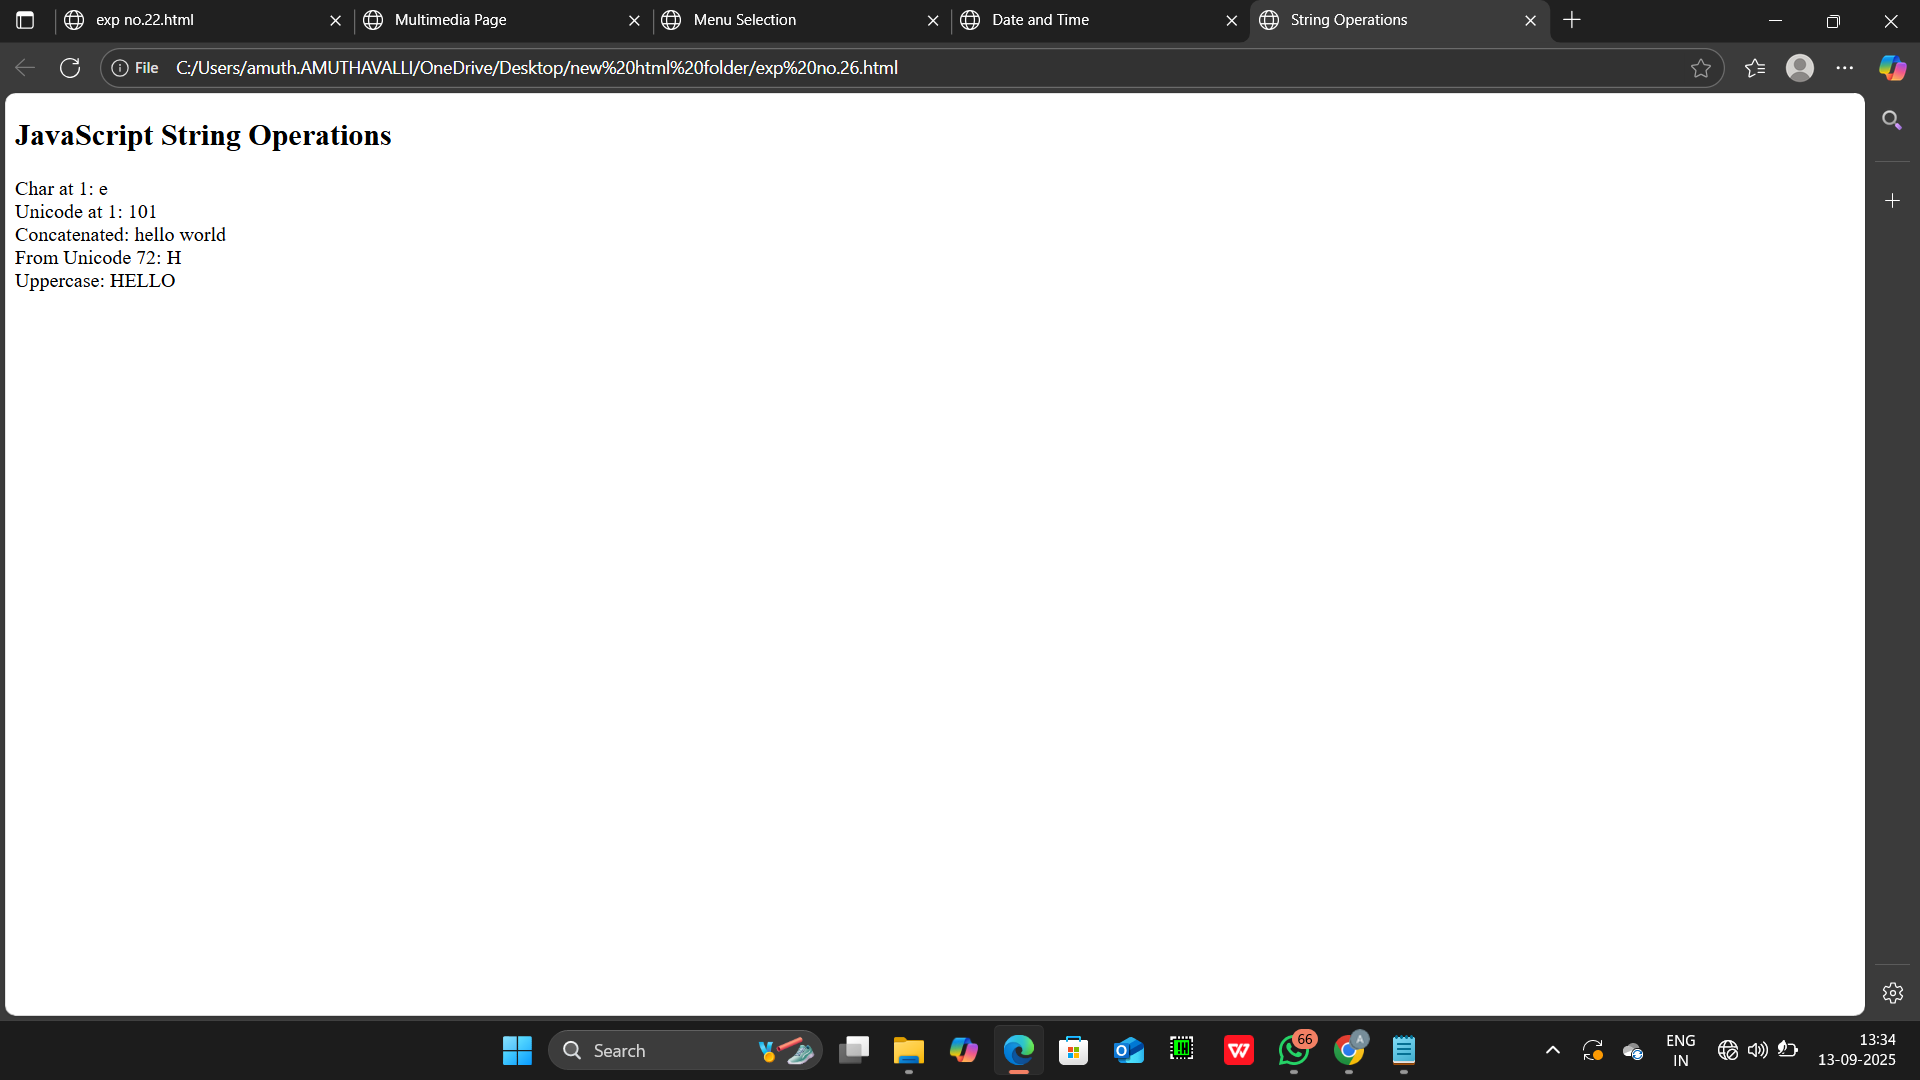 exp no.22.html
Multimedia Page
Menu Selection
Date and Time
String Operations
File C:/Users/amuth.AMUTHAVALLI/OneDrive/Desktop/new%20html%20folder/exp%20no.26.html
JavaScript String Operations
Char at 1: e
Unicode at 1: 101
Concatenated: hello world
From Unicode 72: H
Uppercase: HELLO
Search
66
A
ENG
IN
13:34
13-09-2025